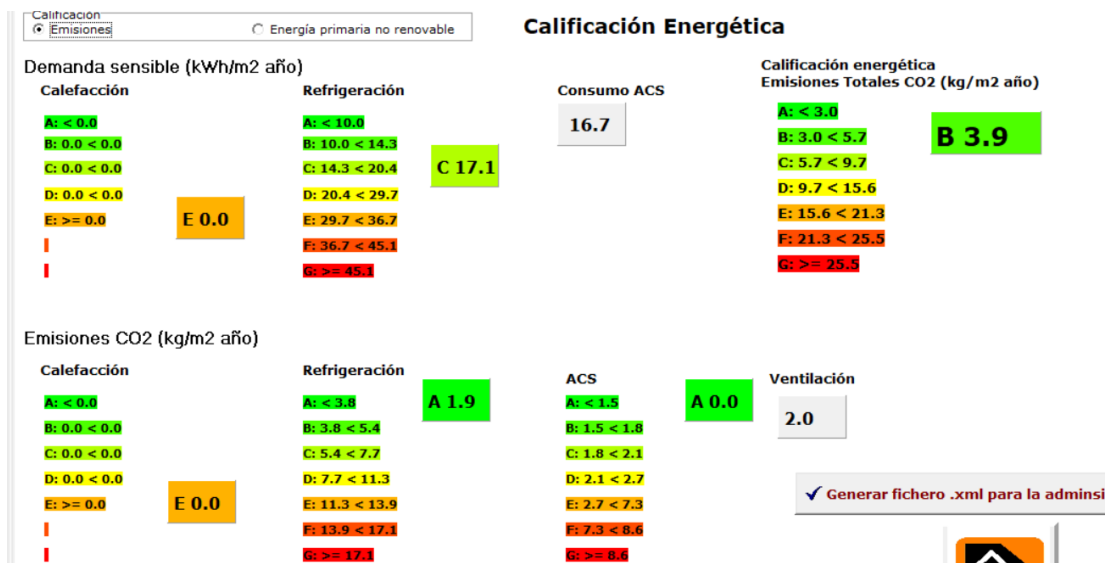 Calificación
Emisiones
Energía primaria no renovable
Calificación Energética
Demanda sensible (kWh/m2 año)
Calefacción
A: < 0.0
B: 0.0 < 0.0
C: 0.0 < 0.0
D: 0.0 < 0.0
E: >= 0.0
E 0.0
Refrigeración
A: < 10.0
B: 10.0 < 14.3
C: 14.3 < 20.4
D: 20.4 < 29.7
E: 29.7 < 36.7
F: 36.7 < 45.1
G: >= 45.1
C 17.1
Consumo ACS
16.7
Calificación energética
Emisiones Totales CO2 (kg/m2 año)
A: < 3.0
B: 3.0 < 5.7
C: 5.7 < 9.7
D: 9.7 < 15.6
E: 15.6 < 21.3
F: 21.3 < 25.5
G: >= 25.5
B 3.9
Emisiones CO2 (kg/m2 año)
Calefacción
A: < 0.0
B: 0.0 < 0.0
C: 0.0 < 0.0
D: 0.0 < 0.0
E: >= 0.0
E 0.0
Refrigeración
A: < 3.8
B: 3.8 < 5.4
C: 5.4 < 7.7
D: 7.7 < 11.3
E: 11.3 < 13.9
F: 13.9 < 17.1
G: >= 17.1
A 1.9
ACS
A: < 1.5
B: 1.5 < 1.8
C: 1.8 < 2.1
D: 2.1 < 2.7
E: 2.7 < 7.3
F: 7.3 < 8.6
G: >= 8.6
A 0.0
Ventilación
2.0
Generar fichero .xml para la adminsi